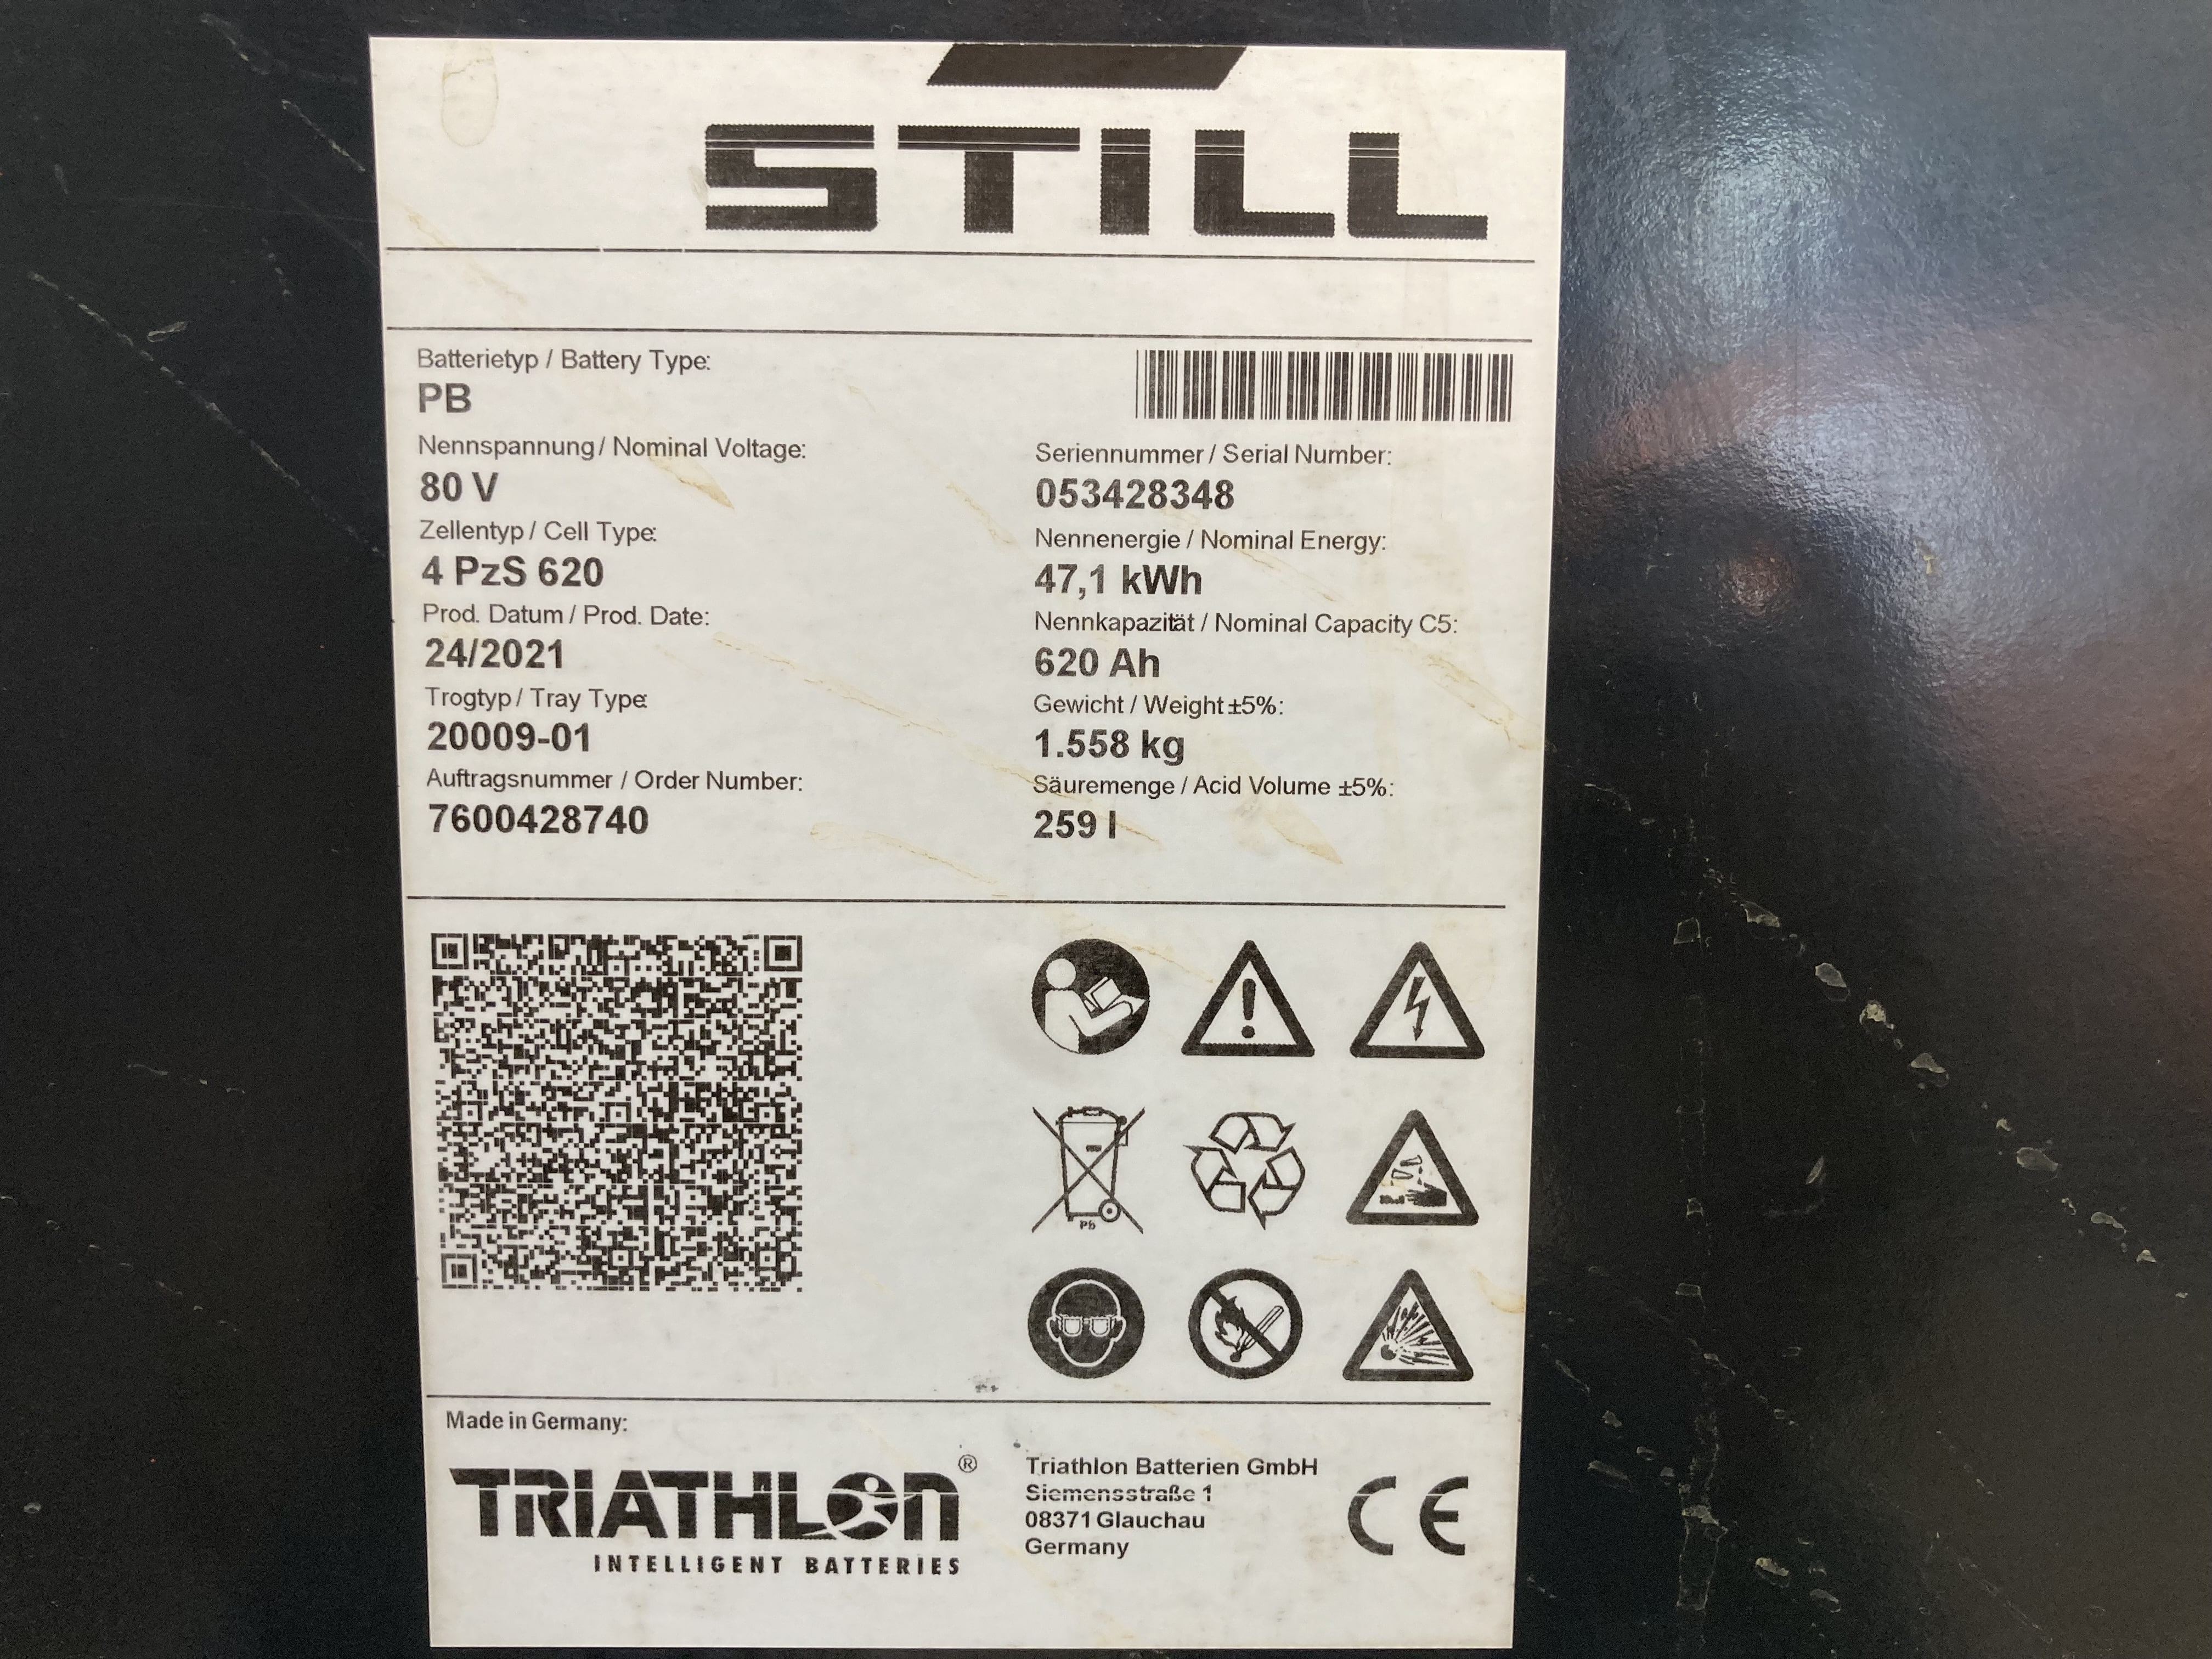 STILL
Batterietyp / Battery Type:
PB
Nennspannung / Nominal Voltage:
80 V
Zellentyp / Cell Type:
4 PzS 620
Prod. Datum / Prod. Date:
24/2021
Trogtyp / Tray Type:
20009-01
Auftragsnummer / Order Number:
7600428740
Seriennummer / Serial Number:
053428348
Nennenergie / Nominal Energy:
47,1 kWh
Nennkapazität / Nominal Capacity C5:
620 Ah
Gewicht / Weight ±5%:
1.558 kg
Säuremenge / Acid Volume ±5%:
259 l
Pb
Made in Germany:
TRIATHLON®
INTELLIGENT BATTERIES
Triathlon Batterien GmbH
Siemensstraße 1
08371 Glauchau
Germany
CE